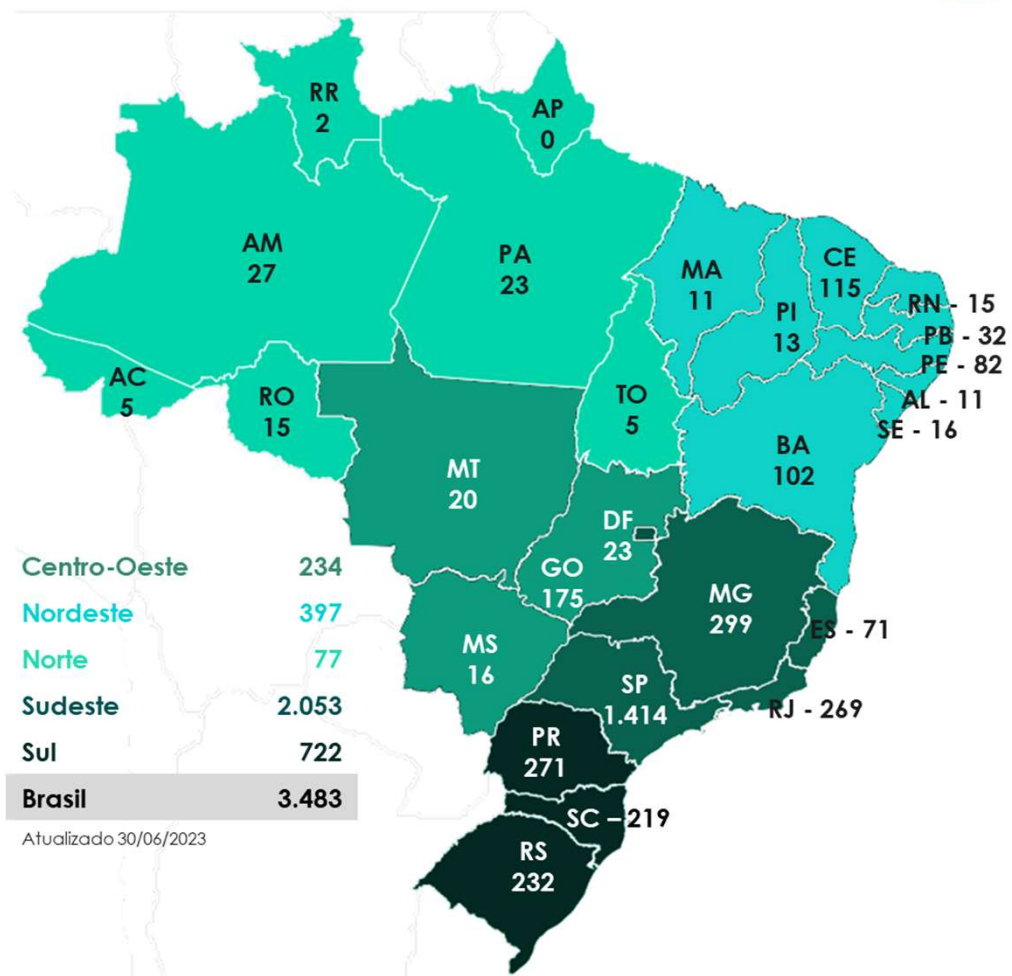 RR
2
AP
0
AM
27
PA
23
MA
11
CE
115
PI
13
RN - 15
PB - 32
PE - 82
AL - 11
SE - 16
AC
5
RO
15
TO
5
BA
102
MT
20
DF
23
GO
175
MG
299
ES - 71
MS
16
SP
1.414
RJ - 269
PR
271
SC – 219
RS
232
Centro-Oeste 234
Nordeste 397
Norte 77
Sudeste 2.053
Sul 722
Brasil 3.483
Atualizado 30/06/2023